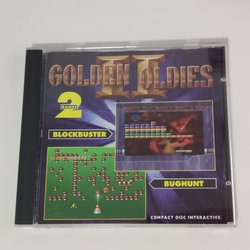 GOLDEN OLDIES
II
2
GAMES
BLOCKBUSTER
BUGHUNT
COMPACT DISC INTERACTIVE